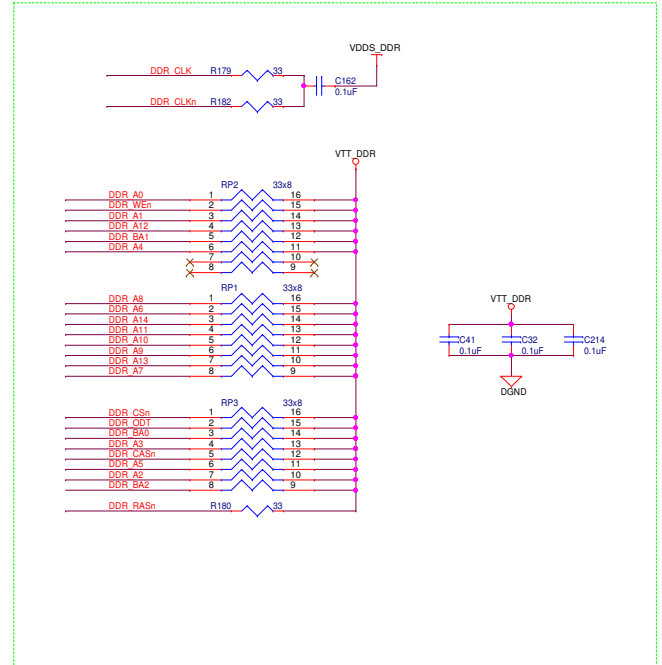 VDDS_DDR
DDR_CLK R179 33
C162
0.1uF
DDR_CLKn R182 33
VTT_DDR
RP2 33x8
DDR_A0 1 16
DDR_WEn 2 15
DDR_A1 3 14
DDR_A12 4 13
DDR_BA1 5 12
DDR_A4 6 11
7 10
8 9
RP1 33x8
DDR_A8 1 16
DDR_A6 2 15
DDR_A14 3 14
DDR_A11 4 13
DDR_A10 5 12
DDR_A9 6 11
DDR_A13 7 10
DDR_A7 8 9
VTT_DDR
C41 C32 C214
0.1uF 0.1uF 0.1uF
DGND
RP3 33x8
DDR_CSn 1 16
DDR_ODT 2 15
DDR_BA0 3 14
DDR_A3 4 13
DDR_CASn 5 12
DDR_A5 6 11
DDR_A2 7 10
DDR_BA2 8 9
DDR_RASn R180 33